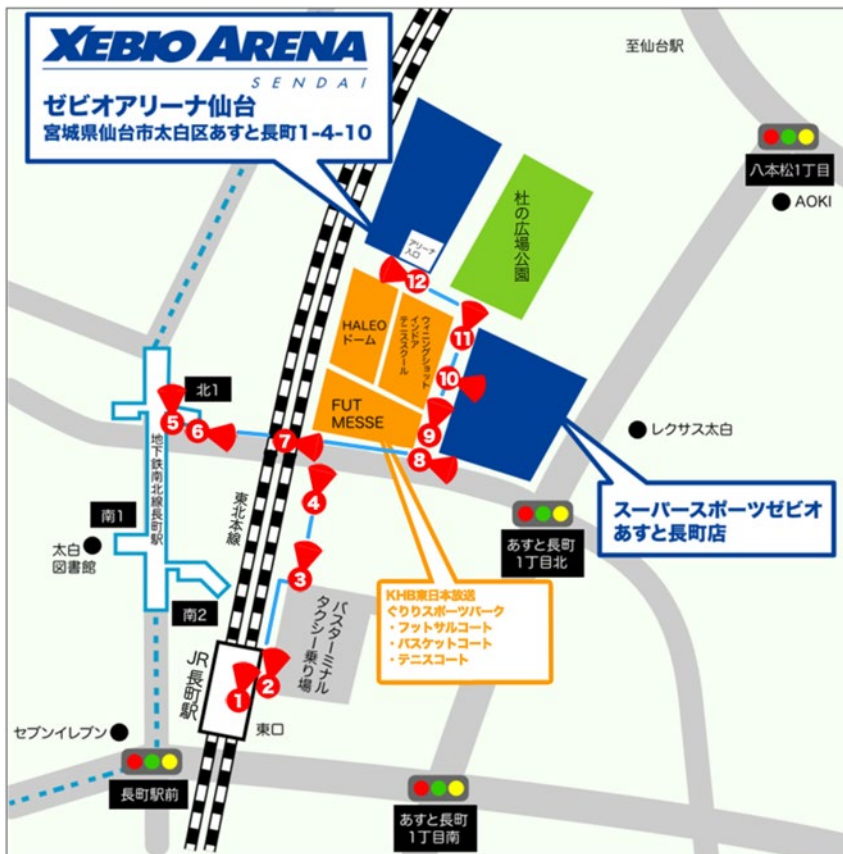 XEBIO ARENA
SENDAI
ゼビオアリーナ仙台
宮城県仙台市太白区あすと長町1-4-10
至仙台駅
八本松1丁目
AOKI
杜の広場公園
アリーナ
入口
12
11
HALEO
ドーム
ウィニングショット
インドア
テニススクール
10
FUT
MESSE
9
8
北1
5
6
7
レクサス太白
地下鉄南北線長町駅
東北本線
4
スーパースポーツゼビオ
あすと長町店
あすと長町
1丁目北
南1
太白
図書館
3
南2
バスターミナル
タクシー乗り場
KHB東日本放送
ぐりりスポーツパーク
・フットサルコート
・バスケットコート
・テニスコート
JR長町駅
1
2
東口
セブンイレブン
長町駅前
あすと長町
1丁目南